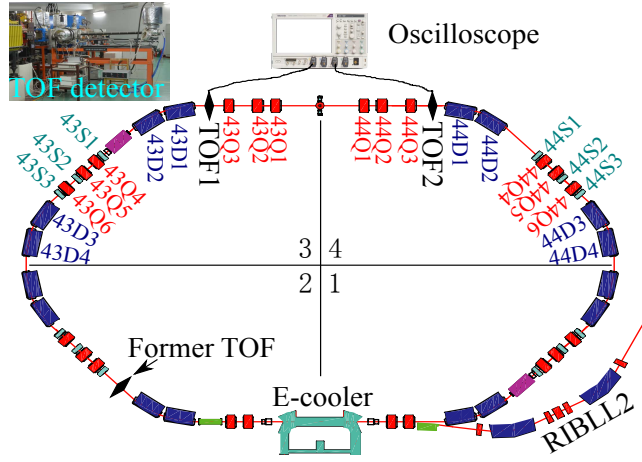 Oscilloscope
TOF detector
TOF1
TOF2
43Q3
43Q2
43Q1
44Q1
44Q2
44Q3
43D1
43D2
44D1
44D2
43S1
43S2
43S3
43Q4
43Q5
43Q6
44S1
44S2
44S3
44Q4
44Q5
44Q6
43D3
43D4
44D3
44D4
3
4
2
1
Former TOF
E-cooler
RIBLL2